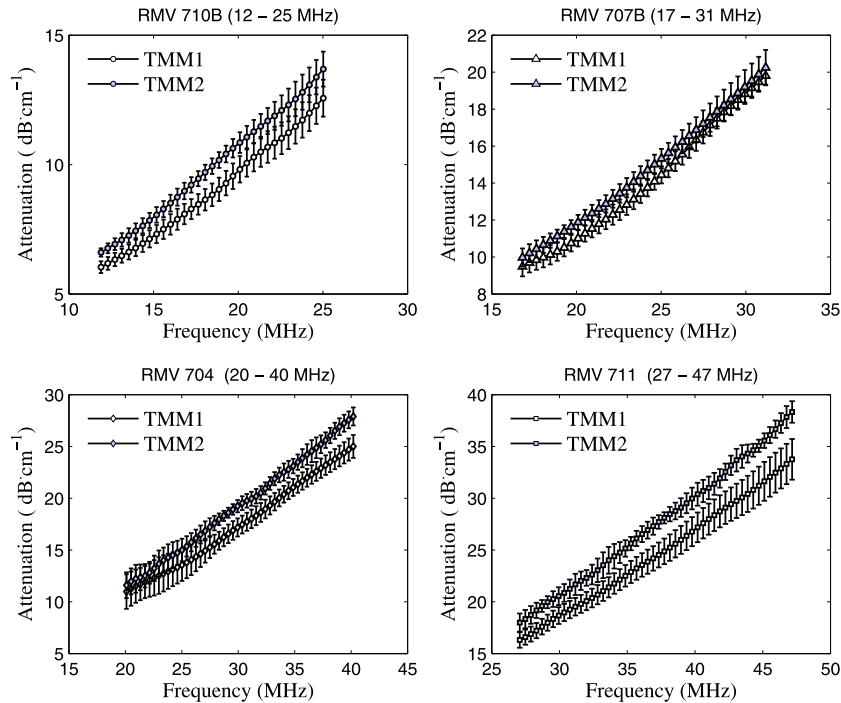 RMV 710B (12 – 25 MHz)
15
10
5
10
15
20
25
30
Attenuation ( dB·cm⁻¹)
Frequency (MHz)
TMM1
TMM2
RMV 707B (17 – 31 MHz)
22
20
18
16
14
12
10
8
15
20
25
30
35
Attenuation ( dB·cm⁻¹)
Frequency (MHz)
TMM1
TMM2
RMV 704 (20 – 40 MHz)
30
26
21
15
11
5
15
20
25
30
35
40
45
Attenuation ( dB·cm⁻¹)
Frequency (MHz)
TMM1
TMM2
RMV 711 (27 – 47 MHz)
40
35
30
26
20
15
25
30
35
40
45
50
Attenuation ( dB·cm⁻¹)
Frequency (MHz)
TMM1
TMM2